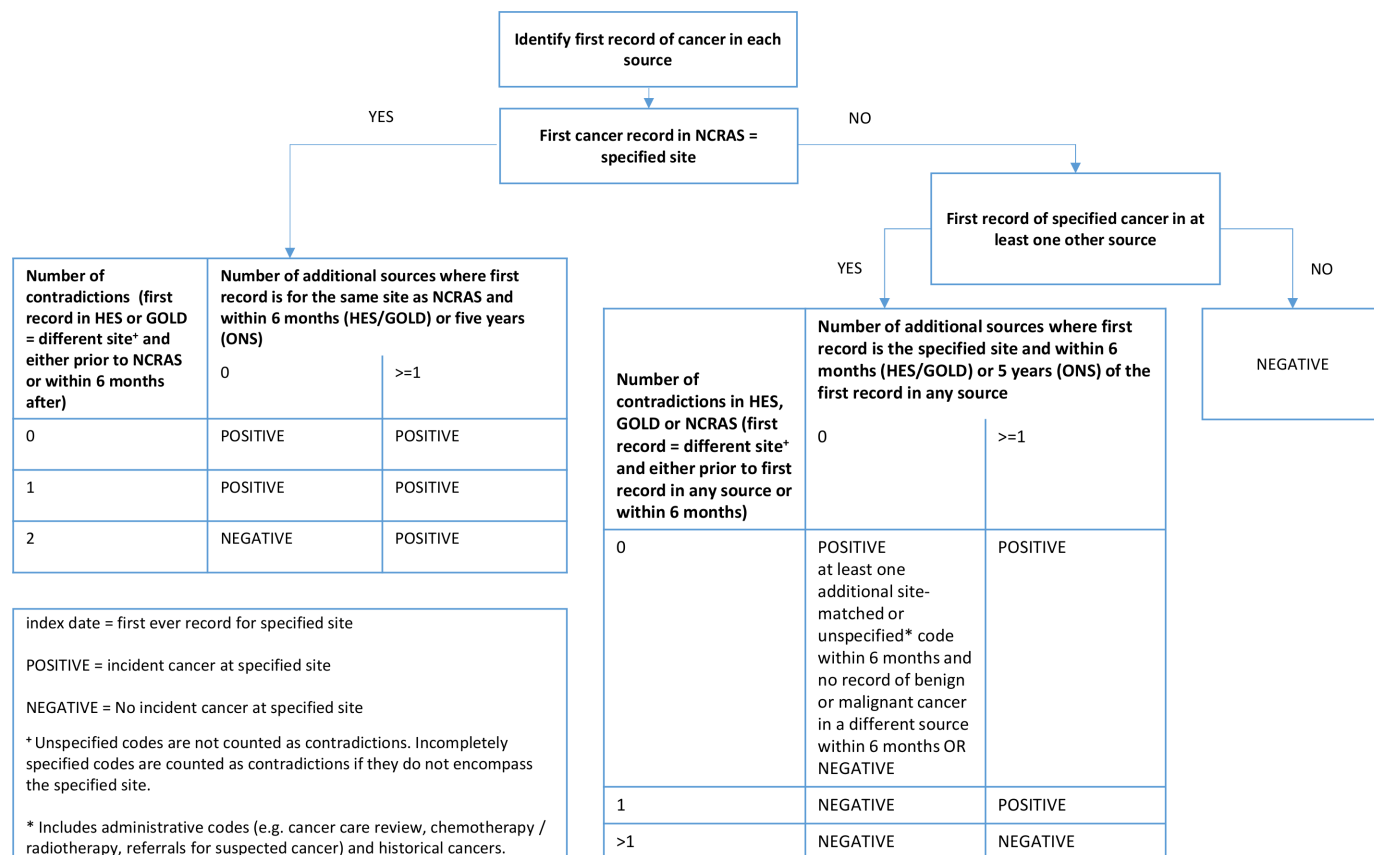 Identify first record of cancer in each
source
YES
NO
First cancer record in NCRAS =
specified site
First record of specified cancer in at
least one other source
YES
NO
NEGATIVE
Number of
contradictions (first
record in HES or GOLD
= different site⁺ and
either prior to NCRAS
or within 6 months
after)
Number of additional sources where first
record is for the same site as NCRAS and
within 6 months (HES/GOLD) or five years
(ONS)
0 >=1
0 POSITIVE POSITIVE
1 POSITIVE POSITIVE
2 NEGATIVE POSITIVE
Number of
contradictions in HES,
GOLD or NCRAS (first
record = different site⁺
and either prior to first
record in any source or
within 6 months)
Number of additional sources where first
record is the specified site and within 6
months (HES/GOLD) or 5 years (ONS) of the
first record in any source
0 >=1
0
POSITIVE
at least one
additional site-
matched or
unspecified* code
within 6 months and
no record of benign
or malignant cancer
in a different source
within 6 months OR
NEGATIVE
POSITIVE
1 NEGATIVE POSITIVE
>1 NEGATIVE NEGATIVE
index date = first ever record for specified site
POSITIVE = incident cancer at specified site
NEGATIVE = No incident cancer at specified site
⁺ Unspecified codes are not counted as contradictions. Incompletely
specified codes are counted as contradictions if they do not encompass
the specified site.
* Includes administrative codes (e.g. cancer care review, chemotherapy /
radiotherapy, referrals for suspected cancer) and historical cancers.